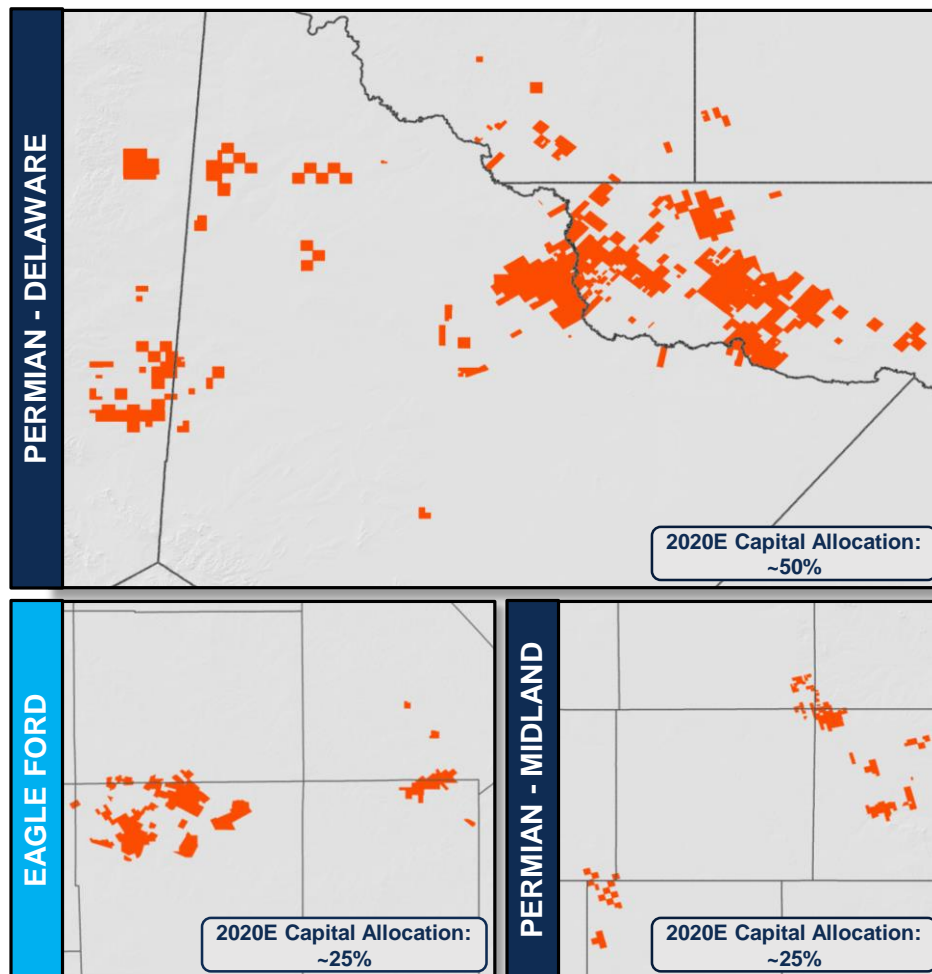 PERMIAN - DELAWARE
2020E Capital Allocation:
~50%
EAGLE FORD
2020E Capital Allocation:
~25%
PERMIAN - MIDLAND
2020E Capital Allocation:
~25%